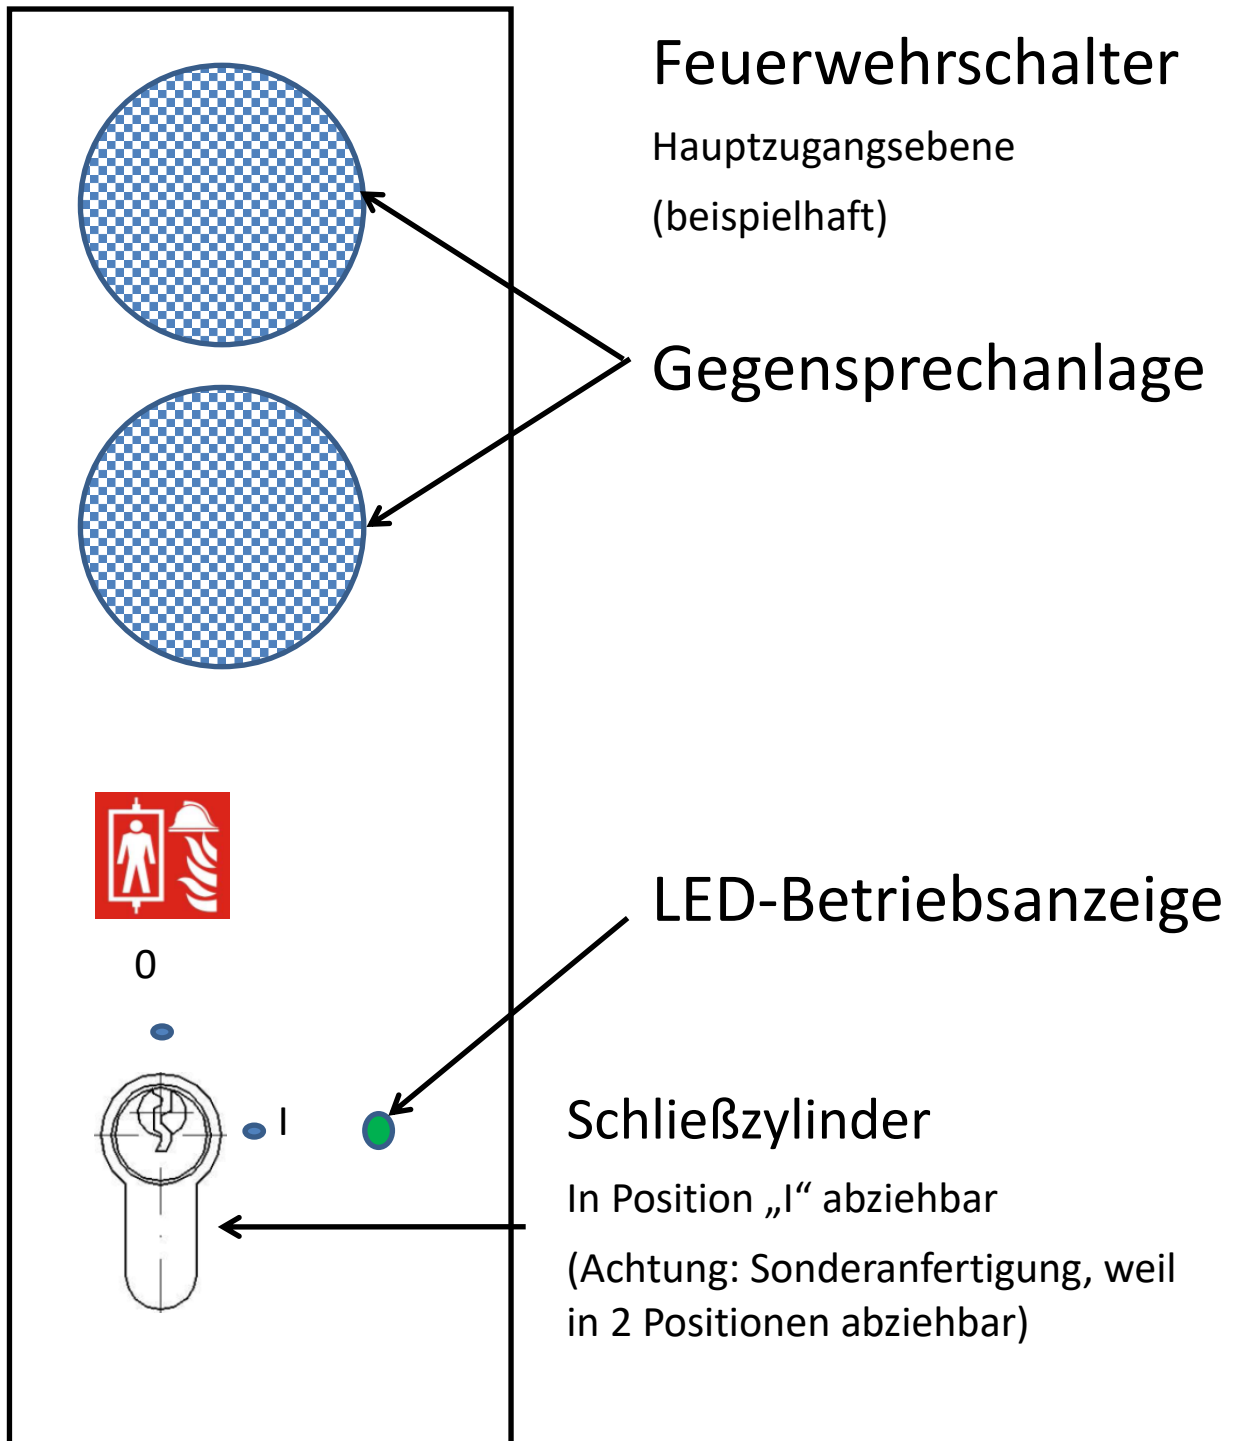 Feuerwehrschalter
Hauptzugangsebene
(beispielhaft)
Gegensprechanlage
LED-Betriebsanzeige
0
I
Schließzylinder
In Position „I“ abziehbar
(Achtung: Sonderanfertigung, weil
in 2 Positionen abziehbar)